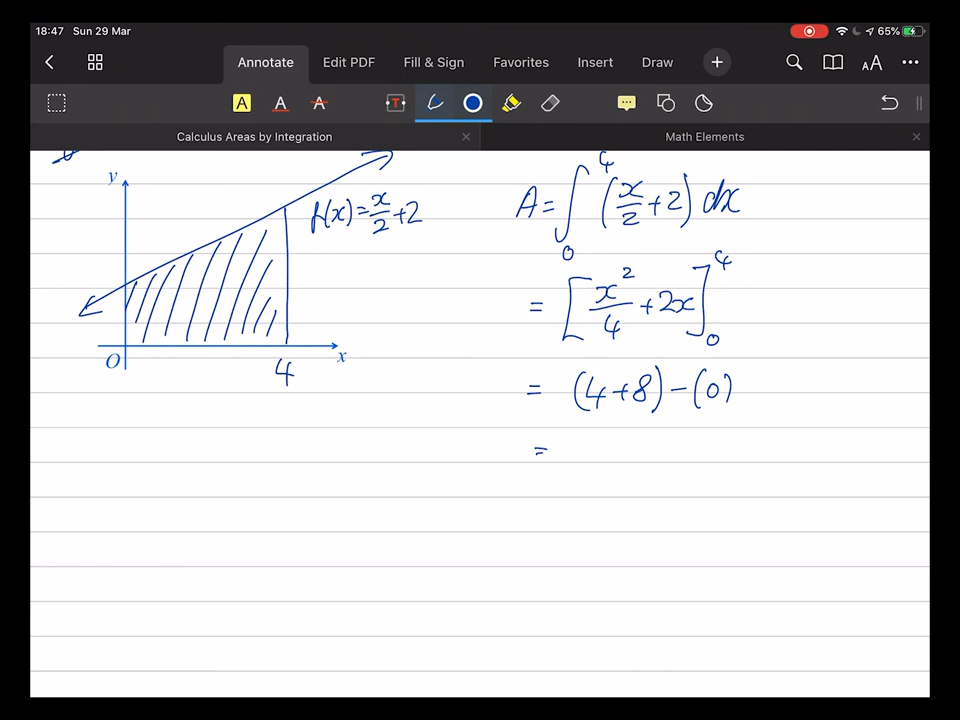 18:47 Sun 29 Mar 65%
Annotate Edit PDF Fill & Sign Favorites Insert Draw
Calculus Areas by Integration Math Elements
y
f(x)=x/2+2
O
4
x
A=∫₀⁴(x/2+2)dx
=[x²/4+2x]₀⁴
=(4+8)-(0)
=